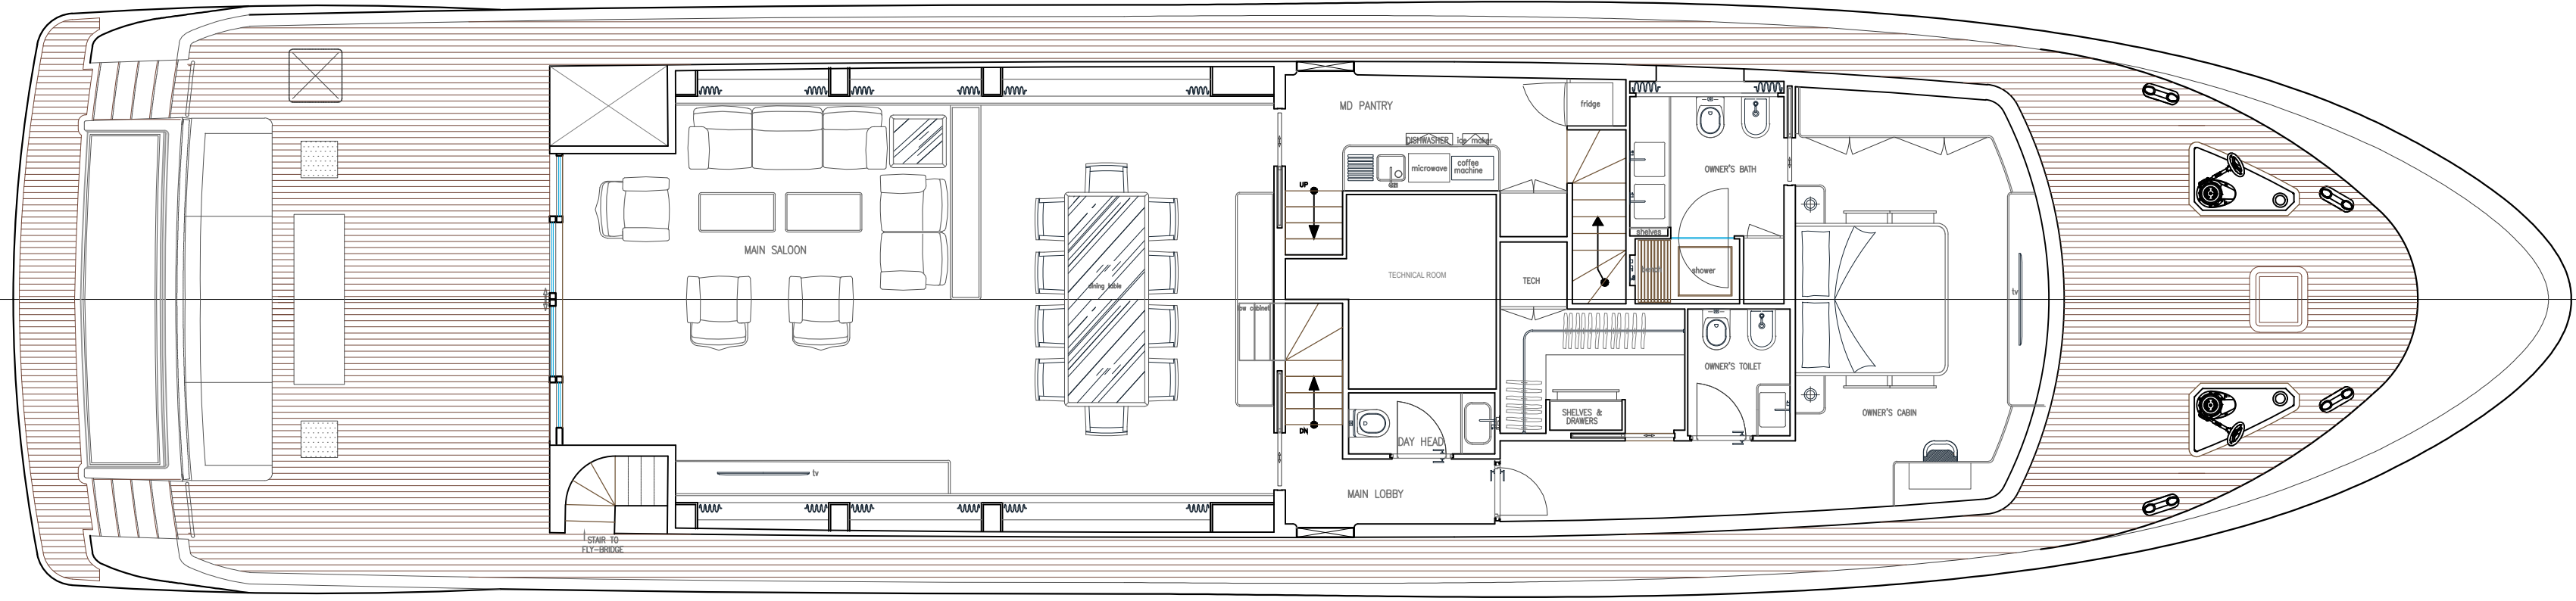 MD PANTRY
fridge
DISHWASHER
ice maker
microwave
coffee
machine
UP
OWNER'S BATH
shelves
shower
MAIN SALOON
TECHNICAL ROOM
TECH
dining table
tv
OWNER'S TOILET
SHELVES &
DRAWERS
OWNER'S CABIN
DN
DAY HEAD
tv
MAIN LOBBY
STAIR TO
FLY-BRIDGE